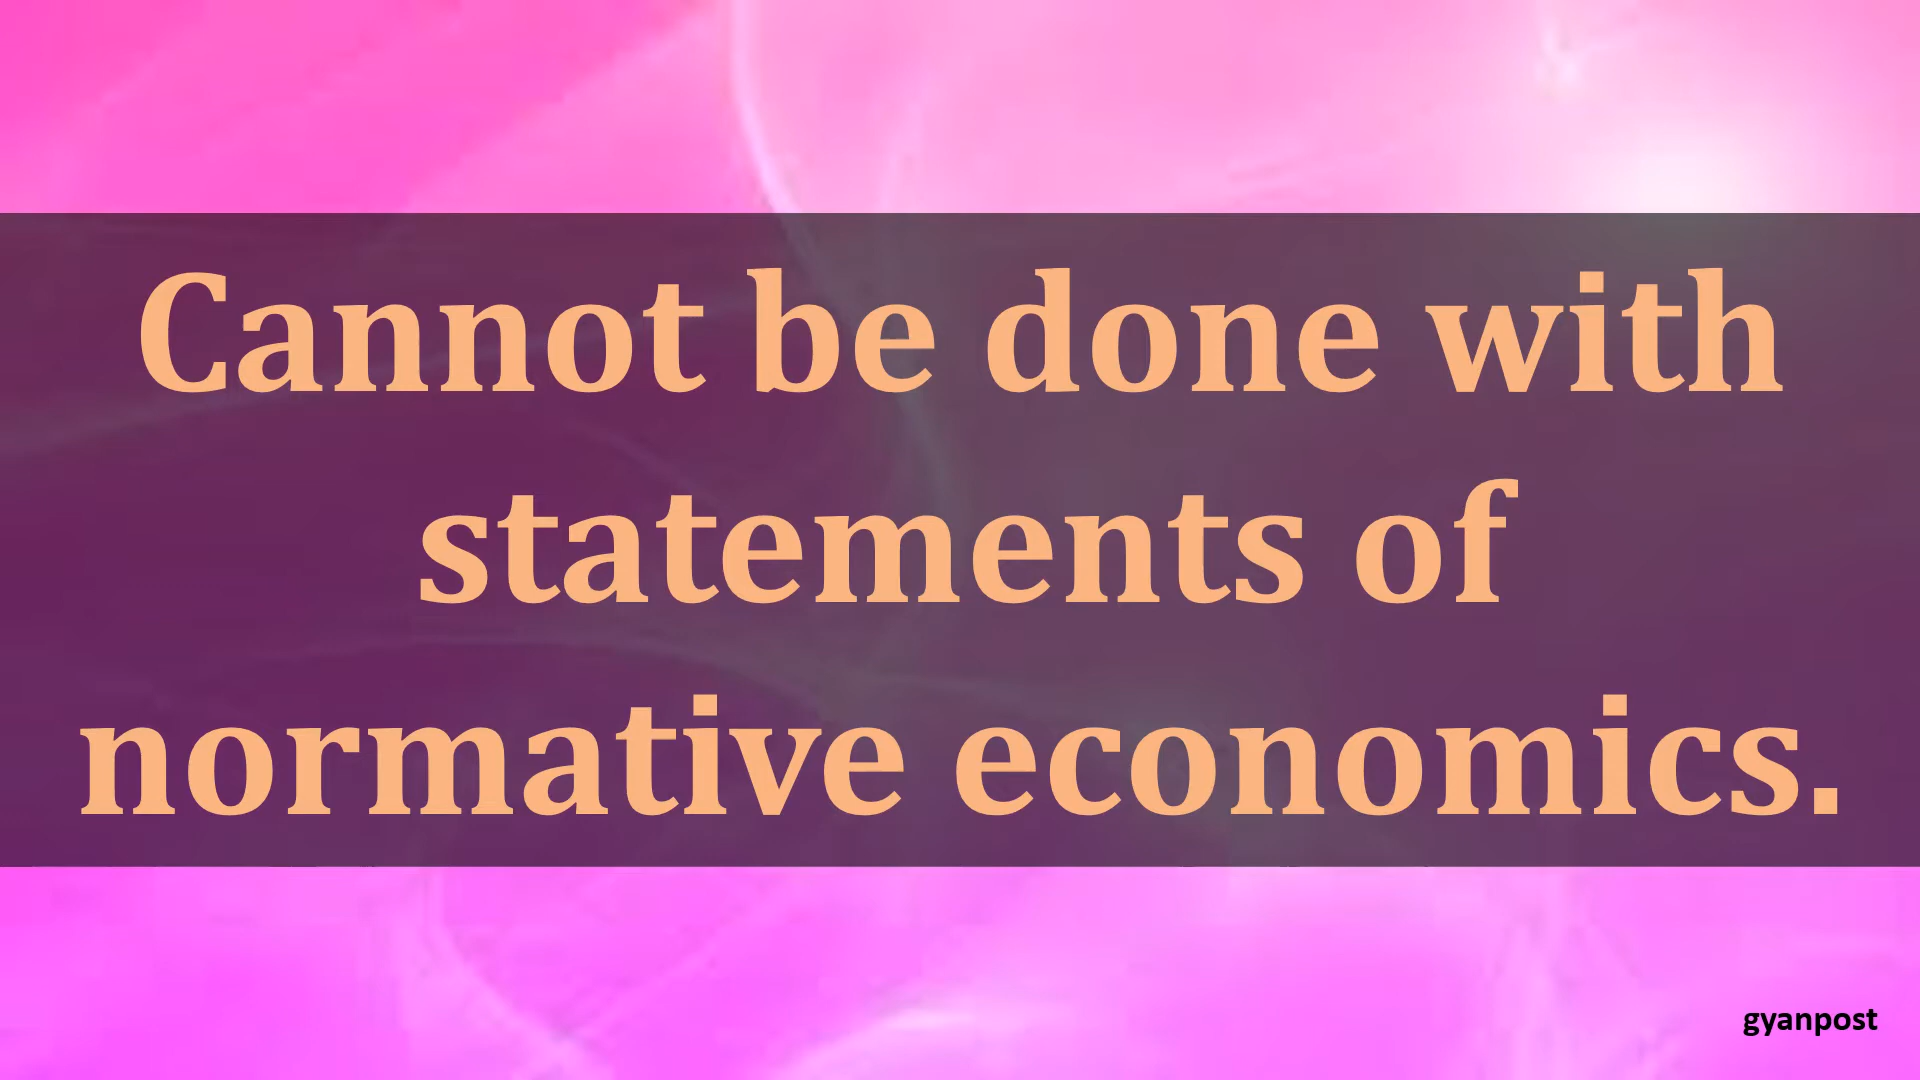 Cannot be done with
statements of
normative economics.
gyanpost